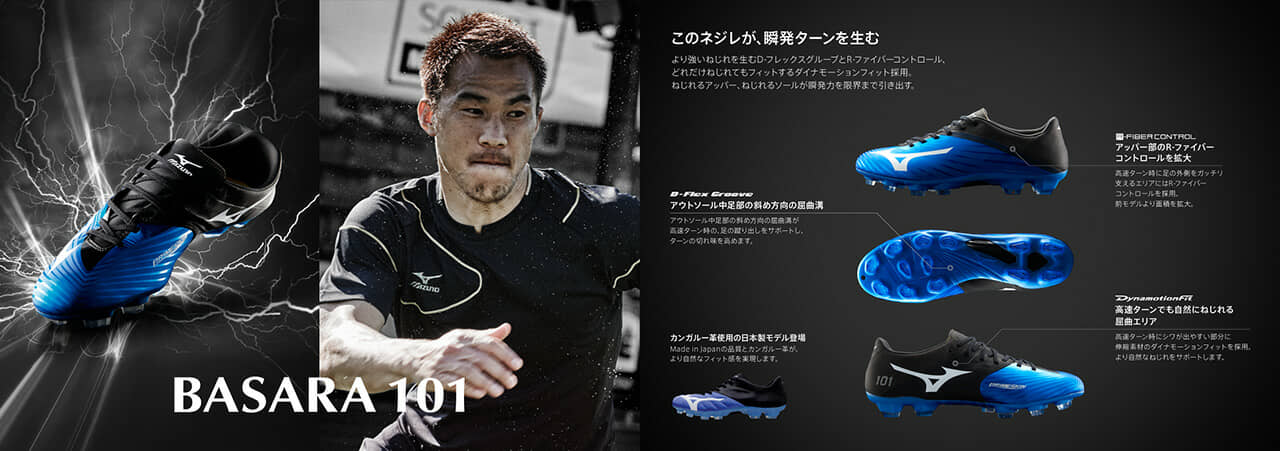 MIZUNO
BASARA 101
MIZUNO
このネジレが、瞬発ターンを生む
より強いねじれを生むD-フレックスグルーブとR-ファイバーコントロール、
どれだけねじれてもフィットするダイナモーションフィット採用。
ねじれるアッパー、ねじれるソールが瞬発力を限界まで引き出す。
R-FIBER CONTROL
アッパー部のR-ファイバー
コントロールを拡大
高速ターン時に足の外側をガッチリ
支えるエリアにはR-ファイバー
コントロールを採用。
前モデルより面積を拡大。
D-Flex Groove
アウトソール中足部の斜め方向の屈曲溝
アウトソール中足部の斜め方向の屈曲溝が
高速ターン時の、足の蹴り出しをサポートし、
ターンの切れ味を高めます。
DynamotionFit
高速ターンでも自然にねじれる
屈曲エリア
高速ターン時にシワが出やすい部分に
伸縮素材のダイナモーションフィットを採用。
より自然なねじれをサポートします。
カンガルー革使用の日本製モデル登場
Made in Japanの品質とカンガルー革が、
より自然なフィット感を実現します。
101